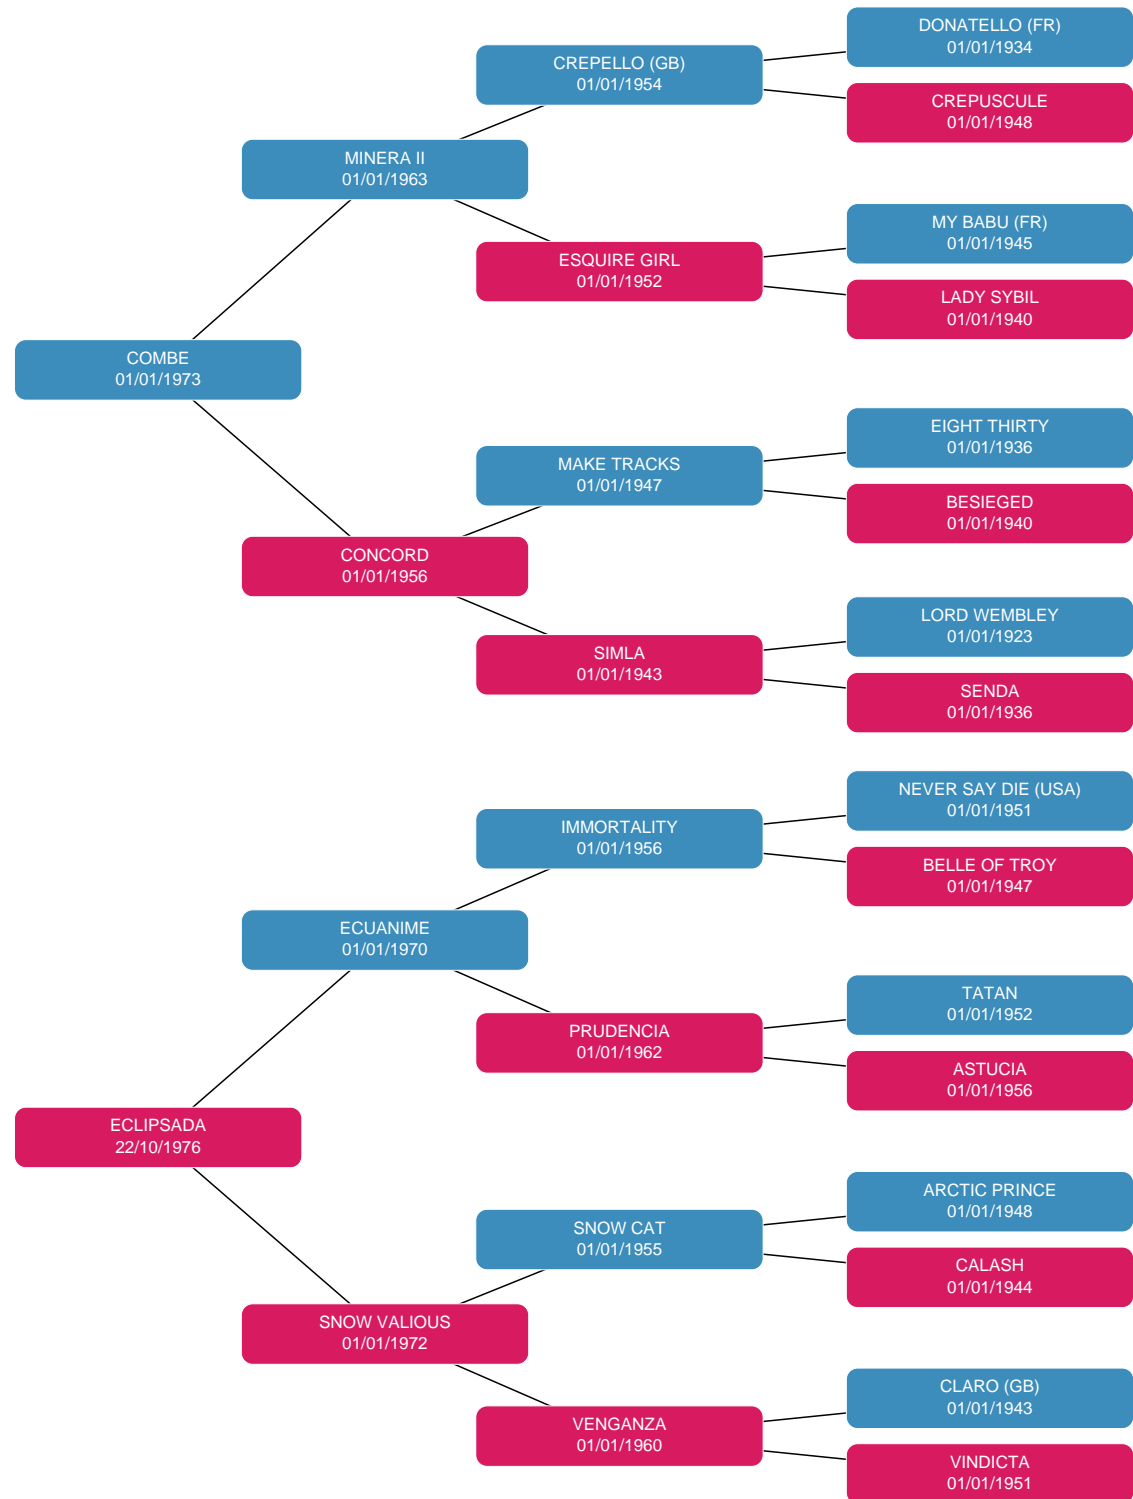 DONATELLO (FR)
01/01/1934
CREPELLO (GB)
01/01/1954
CREPUSCULE
01/01/1948
MINERA II
01/01/1963
MY BABU (FR)
01/01/1945
ESQUIRE GIRL
01/01/1952
LADY SYBIL
01/01/1940
COMBE
01/01/1973
EIGHT THIRTY
01/01/1936
MAKE TRACKS
01/01/1947
BESIEGED
01/01/1940
CONCORD
01/01/1956
LORD WEMBLEY
01/01/1923
SIMLA
01/01/1943
SENDA
01/01/1936
NEVER SAY DIE (USA)
01/01/1951
IMMORTALITY
01/01/1956
BELLE OF TROY
01/01/1947
ECUANIME
01/01/1970
TATAN
01/01/1952
PRUDENCIA
01/01/1962
ASTUCIA
01/01/1956
ECLIPSADA
22/10/1976
ARCTIC PRINCE
01/01/1948
SNOW CAT
01/01/1955
CALASH
01/01/1944
SNOW VALIOUS
01/01/1972
CLARO (GB)
01/01/1943
VENGANZA
01/01/1960
VINDICTA
01/01/1951